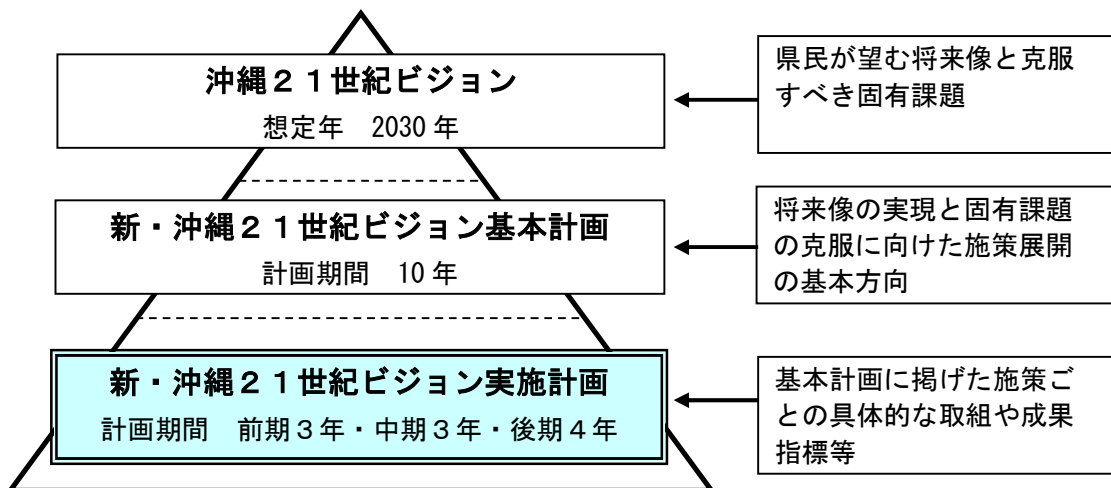 沖縄２１世紀ビジョン
想定年　2030 年
県民が望む将来像と克服
すべき固有課題
新・沖縄２１世紀ビジョン基本計画
計画期間　10 年
将来像の実現と固有課題
の克服に向けた施策展開
の基本方向
新・沖縄２１世紀ビジョン実施計画
計画期間　前期３年・中期３年・後期４年
基本計画に掲げた施策ご
との具体的な取組や成果
指標等